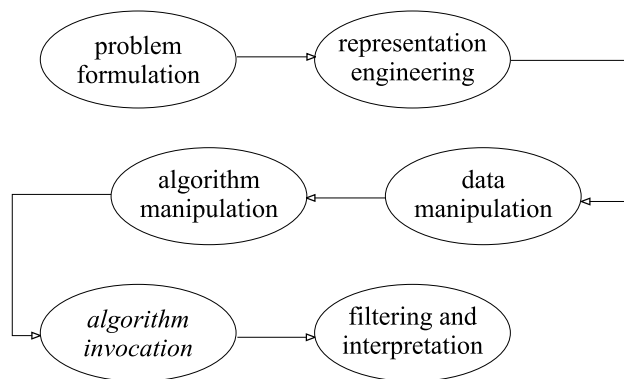 problem
formulation
representation
engineering
data
manipulation
algorithm
manipulation
algorithm
invocation
filtering and
interpretation